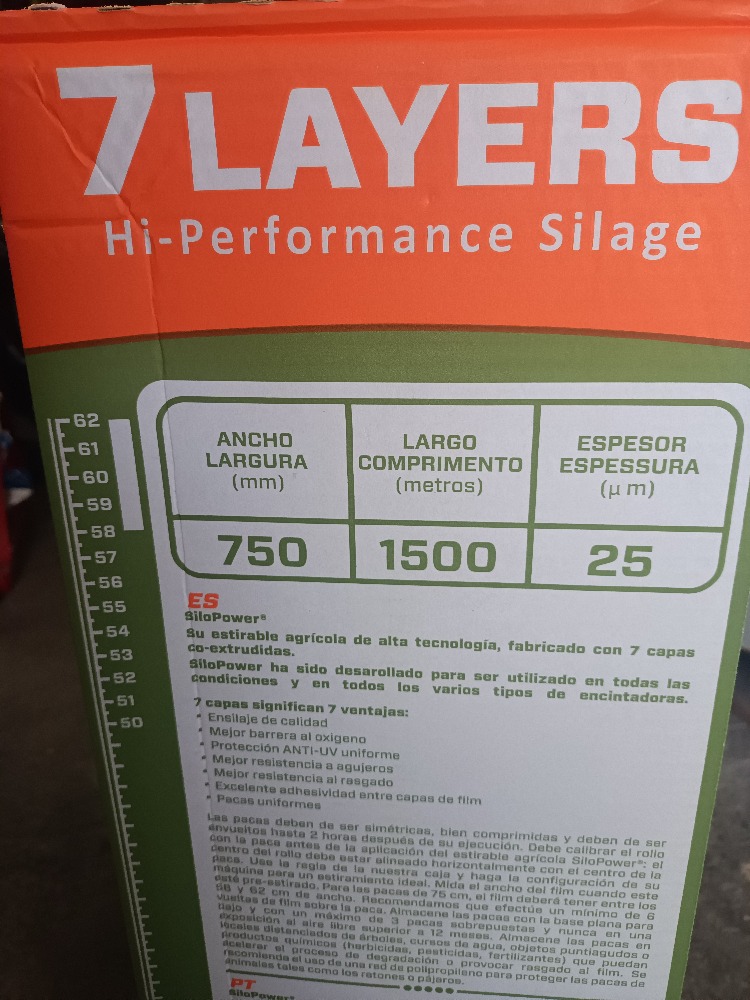 7 LAYERS
Hi-Performance Silage
62
61
60
59
58
57
56
55
54
53
52
51
50
ANCHO
LARGURA
(mm)
LARGO
COMPRIMENTO
(metros)
ESPESOR
ESPESSURA
(μ m)
750
1500
25
ES
SiloPower®
Su estirable agrícola de alta tecnología, fabricado con 7 capas
co-extrudidas.
SiloPower ha sido desarollado para ser utilizado en todas las
condiciones y en todos los varios tipos de encintadoras.
7 capas significan 7 ventajas:
• Ensilaje de calidad
• Mejor barrera al oxigeno
• Protección ANTI-UV uniforme
• Mejor resistencia a agujeros
• Mejor resistencia al rasgado
• Excelente adhesividad entre capas de film
• Pacas uniformes
Las pacas deben de ser simétricas, bien comprimidas y deben de ser
envueltos hasta 2 horas después de su ejecución. Debe calibrar el rollo
con la paca antes de la aplicación del estirable agrícola SiloPower®: el
centro del rollo debe estar alineado horizontalmente con el centro de la
paca. Use la regla de la nuestra caja y haga la configuración de su
máquina para un estiramiento ideal. Mida el ancho del film cuando este
esté pre-estirado. Para las pacas de 75 cm, el film deberá tener entre los
58 y 62 cm de ancho. Recomendamos que efectúe un mínimo de 6
vueltas de film sobre la paca. Almacene las pacas con la base plana para
bajo y con un máximo de 3 pacas sobrepuestas y nunca en una
exposición al aire libre superior a 12 meses. Almacene las pacas en
locales distanciados de árboles, cursos de agua, objetos puntiagudos o
productos químicos (herbicidas, pesticidas, fertilizantes) que puedan
acelerar el proceso de degradación o provocar rasgado al film. Se
recomienda el uso de una red de polipropileno para proteger las pacas de
animales tales como los ratones o pájaros.
PT
SiloPower®